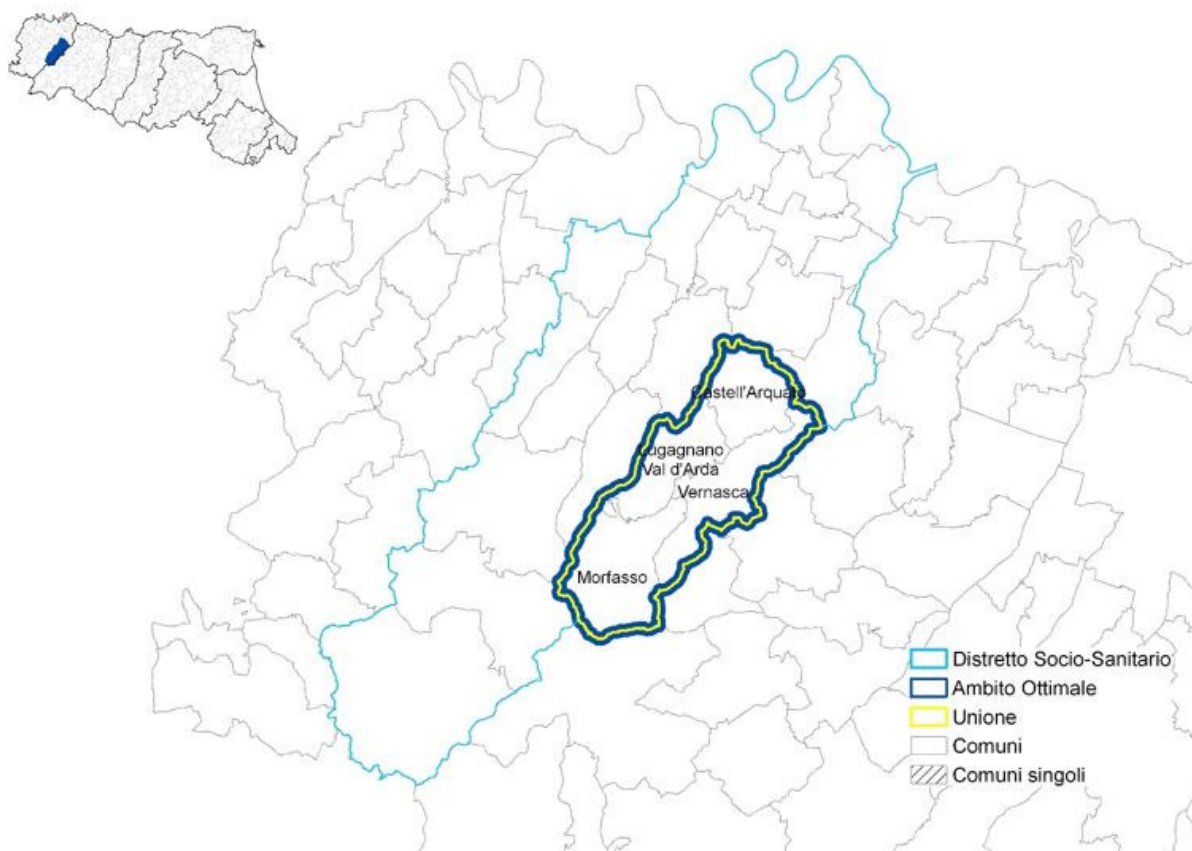 Castell'Arquato
Lugagnano
Val d'Arda
Vernasca
Morfasso
Distretto Socio-Sanitario
Ambito Ottimale
Unione
Comuni
Comuni singoli